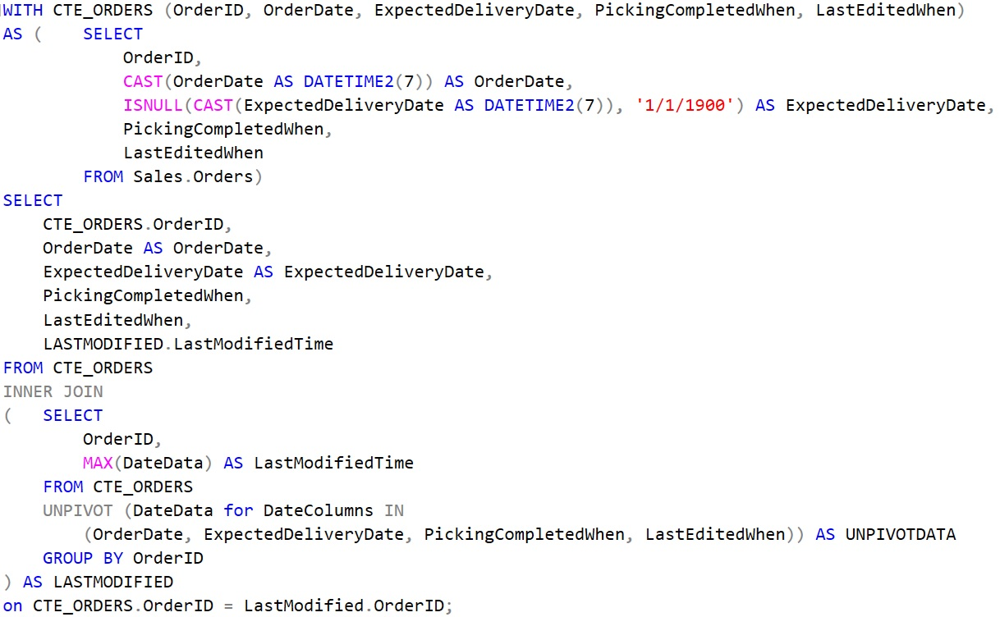 WITH CTE_ORDERS (OrderID, OrderDate, ExpectedDeliveryDate, PickingCompletedWhen, LastEditedWhen)
AS (    SELECT
            OrderID,
            CAST(OrderDate AS DATETIME2(7)) AS OrderDate,
            ISNULL(CAST(ExpectedDeliveryDate AS DATETIME2(7)), '1/1/1900') AS ExpectedDeliveryDate,
            PickingCompletedWhen,
            LastEditedWhen
        FROM Sales.Orders)
SELECT
    CTE_ORDERS.OrderID,
    OrderDate AS OrderDate,
    ExpectedDeliveryDate AS ExpectedDeliveryDate,
    PickingCompletedWhen,
    LastEditedWhen,
    LASTMODIFIED.LastModifiedTime
FROM CTE_ORDERS
INNER JOIN
(   SELECT
        OrderID,
        MAX(DateData) AS LastModifiedTime
    FROM CTE_ORDERS
    UNPIVOT (DateData for DateColumns IN
        (OrderDate, ExpectedDeliveryDate, PickingCompletedWhen, LastEditedWhen)) AS UNPIVOTDATA
    GROUP BY OrderID
) AS LASTMODIFIED
on CTE_ORDERS.OrderID = LastModified.OrderID;